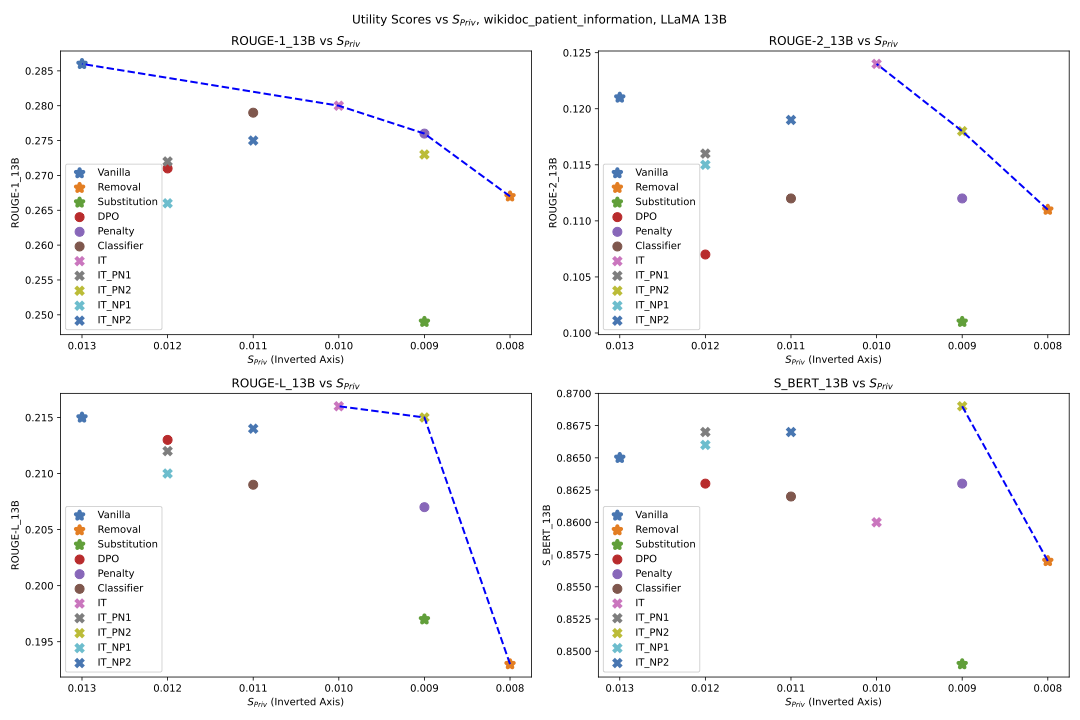 Utility Scores vs S_Priv, wikidoc_patient_information, LLaMA 13B
ROUGE-1_13B vs S_Priv
ROUGE-1_13B
0.285
0.280
0.275
0.270
0.265
0.260
0.255
0.250
Vanilla
Removal
Substitution
DPO
Penalty
Classifier
IT
IT_PN1
IT_PN2
IT_NP1
IT_NP2
0.013 0.012 0.011 0.010 0.009 0.008
S_Priv (Inverted Axis)
ROUGE-2_13B vs S_Priv
ROUGE-2_13B
0.125
0.120
0.115
0.110
0.105
0.100
Vanilla
Removal
Substitution
DPO
Penalty
Classifier
IT
IT_PN1
IT_PN2
IT_NP1
IT_NP2
0.013 0.012 0.011 0.010 0.009 0.008
S_Priv (Inverted Axis)
ROUGE-L_13B vs S_Priv
ROUGE-L_13B
0.215
0.210
0.205
0.200
0.195
Vanilla
Removal
Substitution
DPO
Penalty
Classifier
IT
IT_PN1
IT_PN2
IT_NP1
IT_NP2
0.013 0.012 0.011 0.010 0.009 0.008
S_Priv (Inverted Axis)
S_BERT_13B vs S_Priv
S_BERT_13B
0.8700
0.8675
0.8650
0.8625
0.8600
0.8575
0.8550
0.8525
0.8500
Vanilla
Removal
Substitution
DPO
Penalty
Classifier
IT
IT_PN1
IT_PN2
IT_NP1
IT_NP2
0.013 0.012 0.011 0.010 0.009 0.008
S_Priv (Inverted Axis)